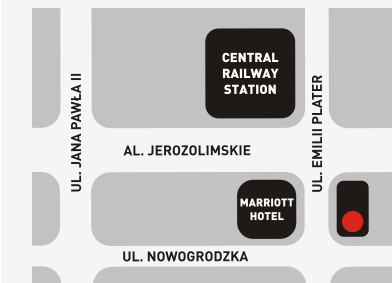 CENTRAL
RAILWAY
STATION
UL. JANA PAWŁA II
UL. EMILII PLATER
AL. JEROZOLIMSKIE
MARRIOTT
HOTEL
UL. NOWOGRODZKA